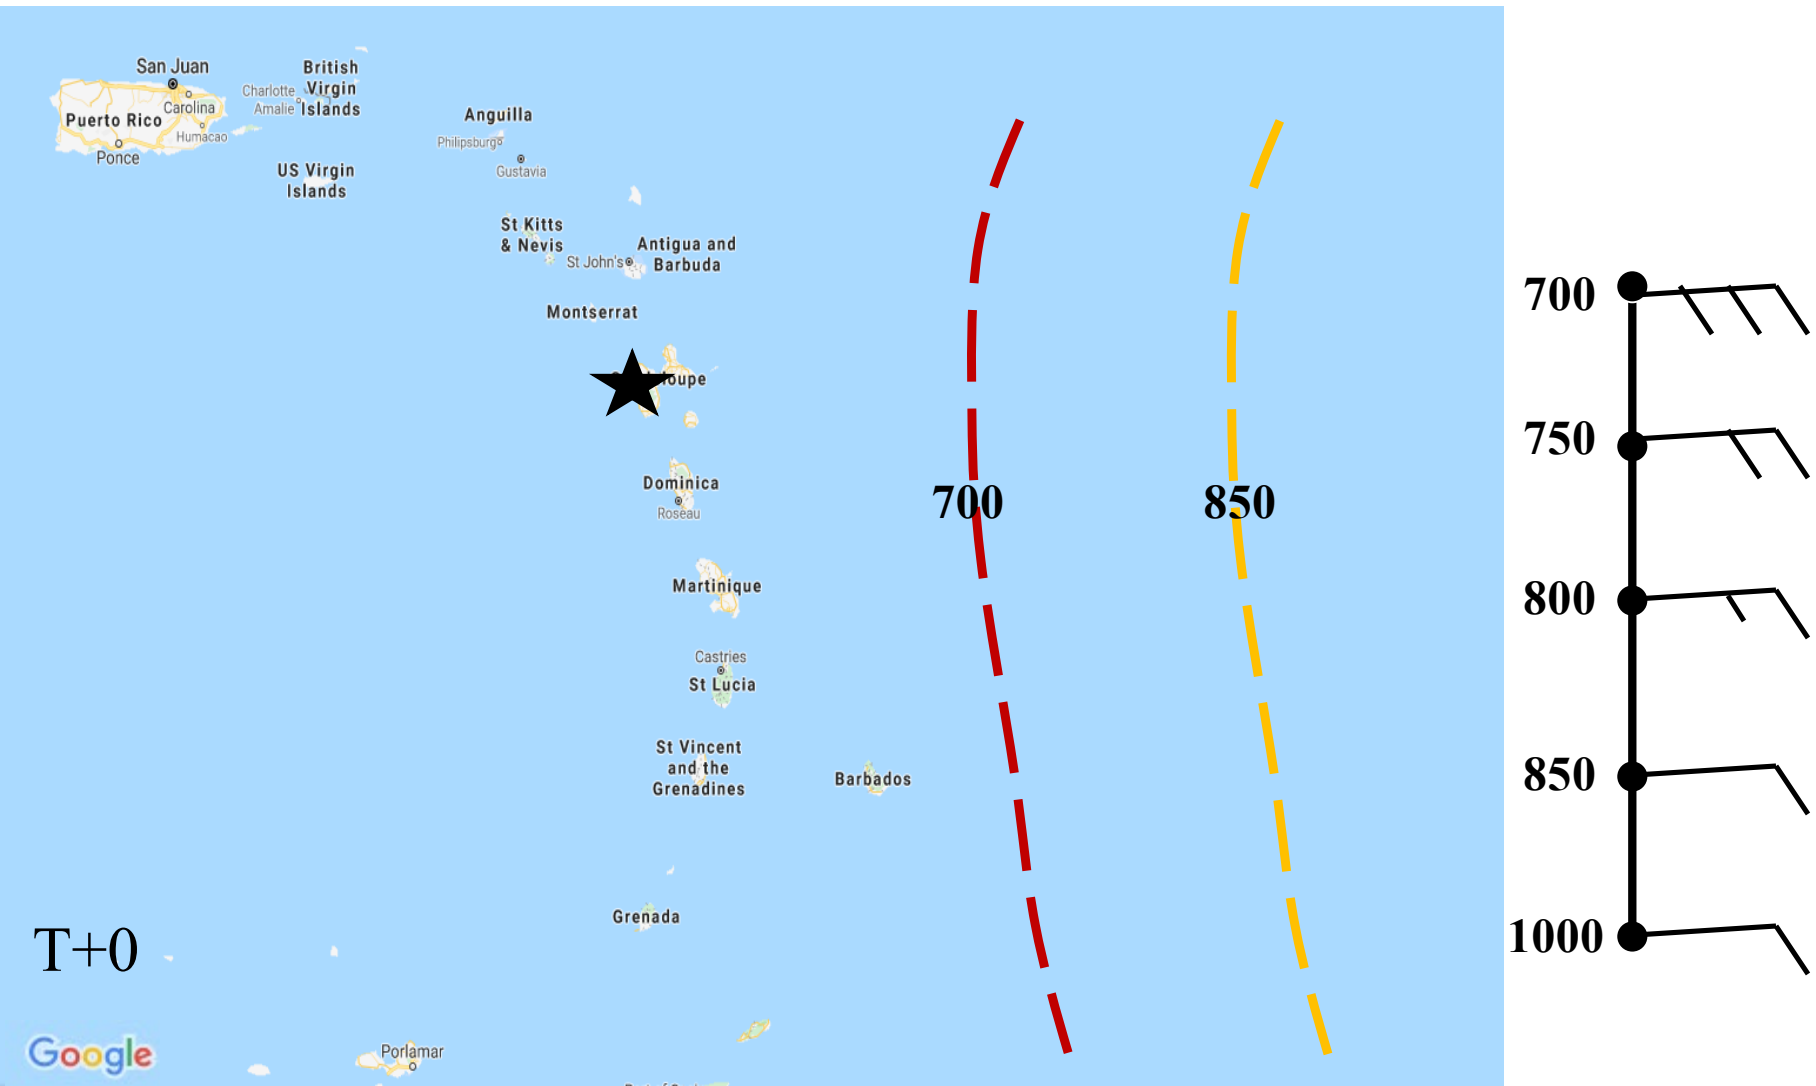 San Juan
British
Virgin
Islands
Charlotte
Amalie
Carolina
Puerto Rico
Humacao
Ponce
US Virgin
Islands
Anguilla
Philipsburg
Gustavia
St Kitts
& Nevis
Antigua and
Barbuda
St John's
Montserrat
Dominica
Roseau
700
850
Martinique
Castries
St Lucia
St Vincent
and the
Grenadines
Barbados
Grenada
T+0
Google
Porlamar
700
750
800
850
1000